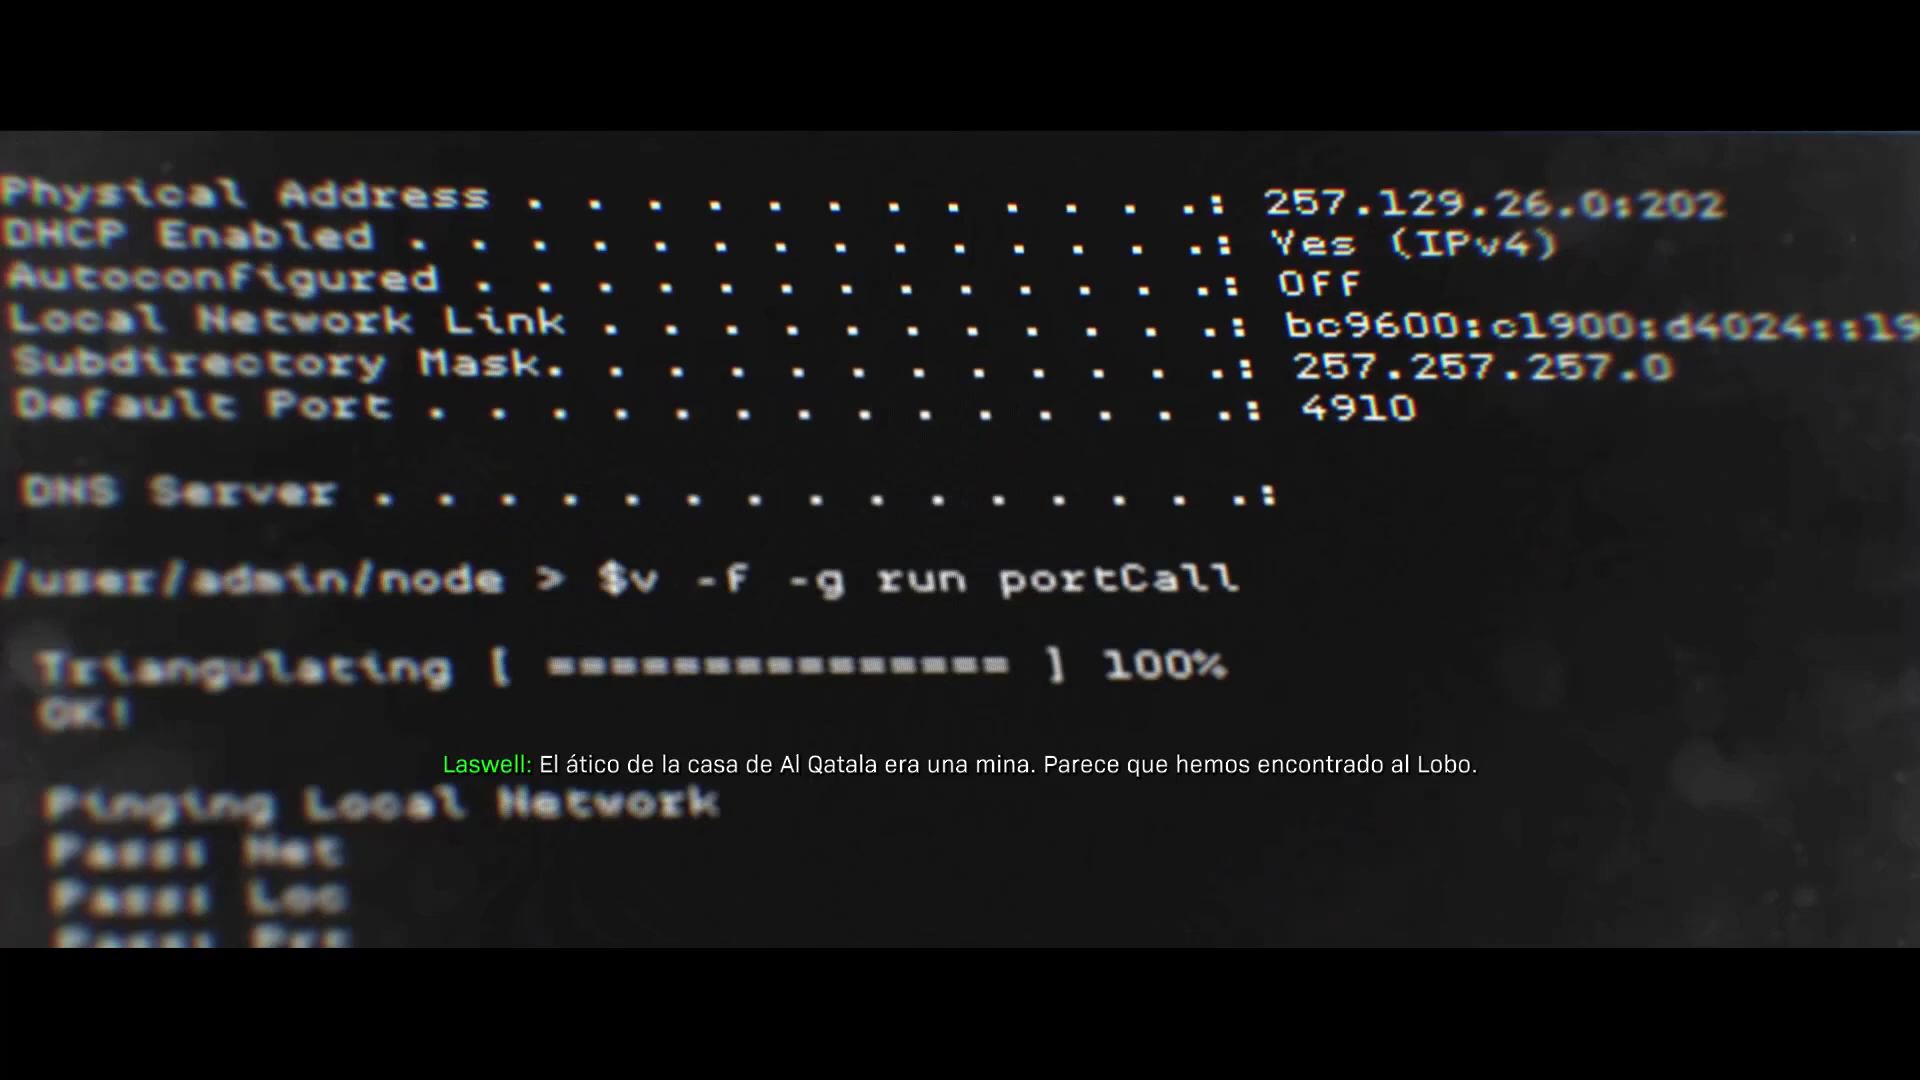 Physical Address . . . . . . . . . . . .: 257.129.26.0:202
DHCP Enabled . . . . . . . . . . . . . .: Yes (IPv4)
Autoconfigured . . . . . . . . . . . . .: Off
Local Network Link . . . . . . . . . . .: bc9600:c1900:d4024::19
Subdirectory Mask. . . . . . . . . . . .: 257.257.257.0
Default Port . . . . . . . . . . . . . .: 4910
DNS Server . . . . . . . . . . . . . . .:
/user/admin/node > $v -f -g run portCall
Triangulating [ =============== ] 100%
OK!
Laswell: El ático de la casa de Al Qatala era una mina. Parece que hemos encontrado al Lobo.
Pinging Local Network
Pass: Net
Pass: Loc
Pass: